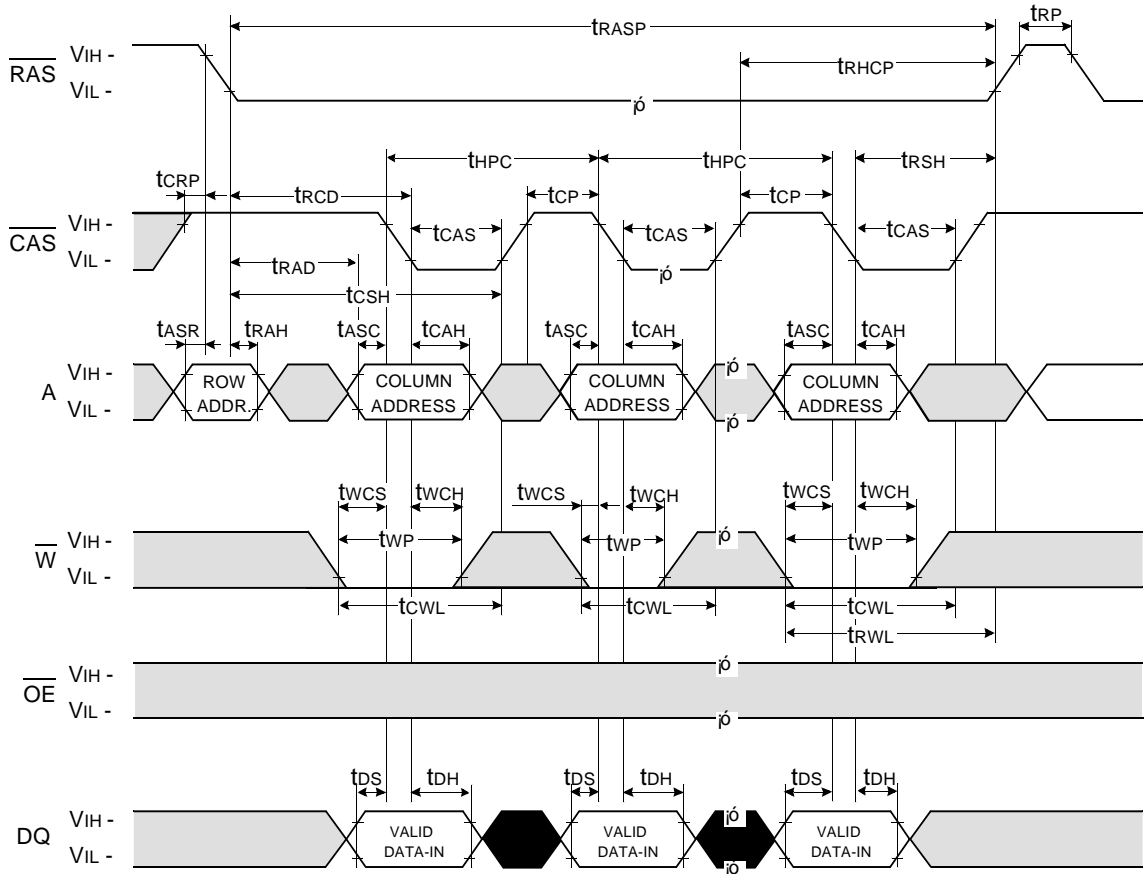 tRASP
tRP
RAS
VIH -
VIL -
tRHCP
¡ó
tHPC
tHPC
tRSH
tCRP
tRCD
tCP
tCP
CAS
VIH -
VIL -
tCAS
tCAS
tCAS
¡ó
tRAD
tCSH
tASR
tRAH
tASC
tCAH
tASC
tCAH
tASC
tCAH
A
VIH -
VIL -
ROW
ADDR.
COLUMN
ADDRESS
COLUMN
ADDRESS
¡ó
¡ó
COLUMN
ADDRESS
tWCS
tWCH
tWCS
tWCH
tWCS
tWCH
W
VIH -
VIL -
tWP
tWP
¡ó
tWP
tCWL
tCWL
tCWL
tRWL
OE
VIH -
VIL -
¡ó
¡ó
tDS
tDH
tDS
tDH
tDS
tDH
DQ
VIH -
VIL -
VALID
DATA-IN
VALID
DATA-IN
¡ó
¡ó
VALID
DATA-IN